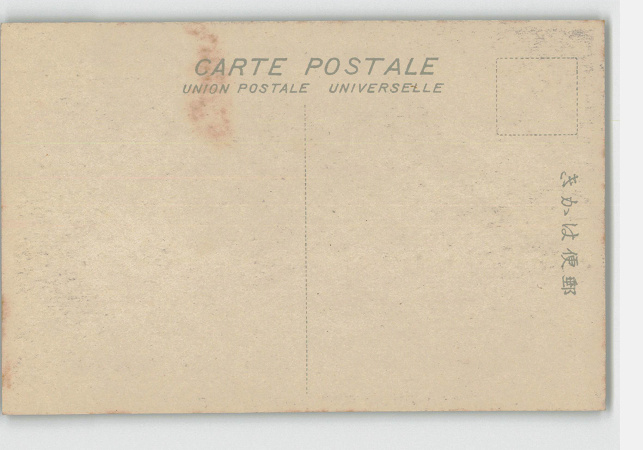 CARTE POSTALE
UNION POSTALE UNIVERSELLE
きかは便郵